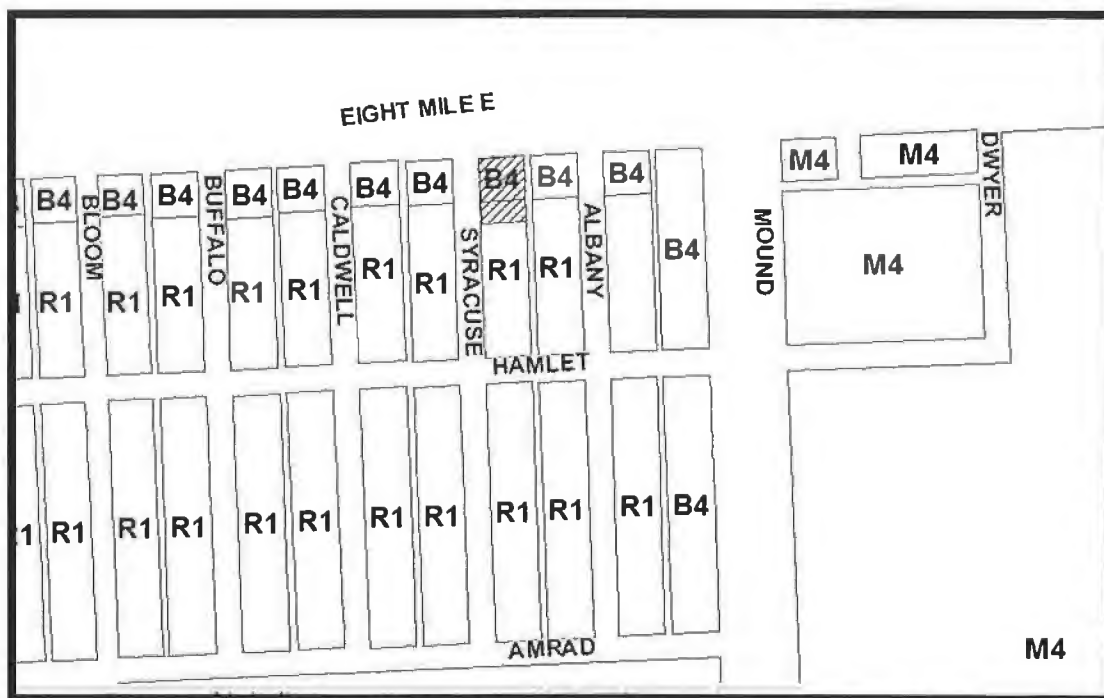 EIGHT MILE E
B4 B4 B4 B4 B4 B4 B4 B4 B4 B4 M4 M4
BLOOM
BUFFALO
CALDWELL
SYRACUSE
ALBANY
MOUND
DWYER
B4
M4
R1 R1 R1 R1 R1 R1 R1 R1 R1
HAMLET
R1 R1 R1 R1 R1 R1 R1 R1 R1 R1 B4
AMRAD
M4